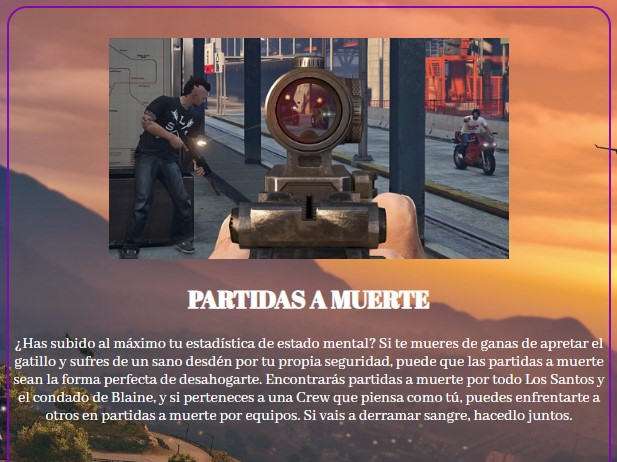 PARTIDAS A MUERTE
¿Has subido al máximo tu estadística de estado mental? Si te mueres de ganas de apretar el
gatillo y sufres de un sano desdén por tu propia seguridad, puede que las partidas a muerte
sean la forma perfecta de desahogarte. Encontrarás partidas a muerte por todo Los Santos y
el condado de Blaine, y si perteneces a una Crew que piensa como tú, puedes enfrentarte a
otros en partidas a muerte por equipos. Si vais a derramar sangre, hacedlo juntos.